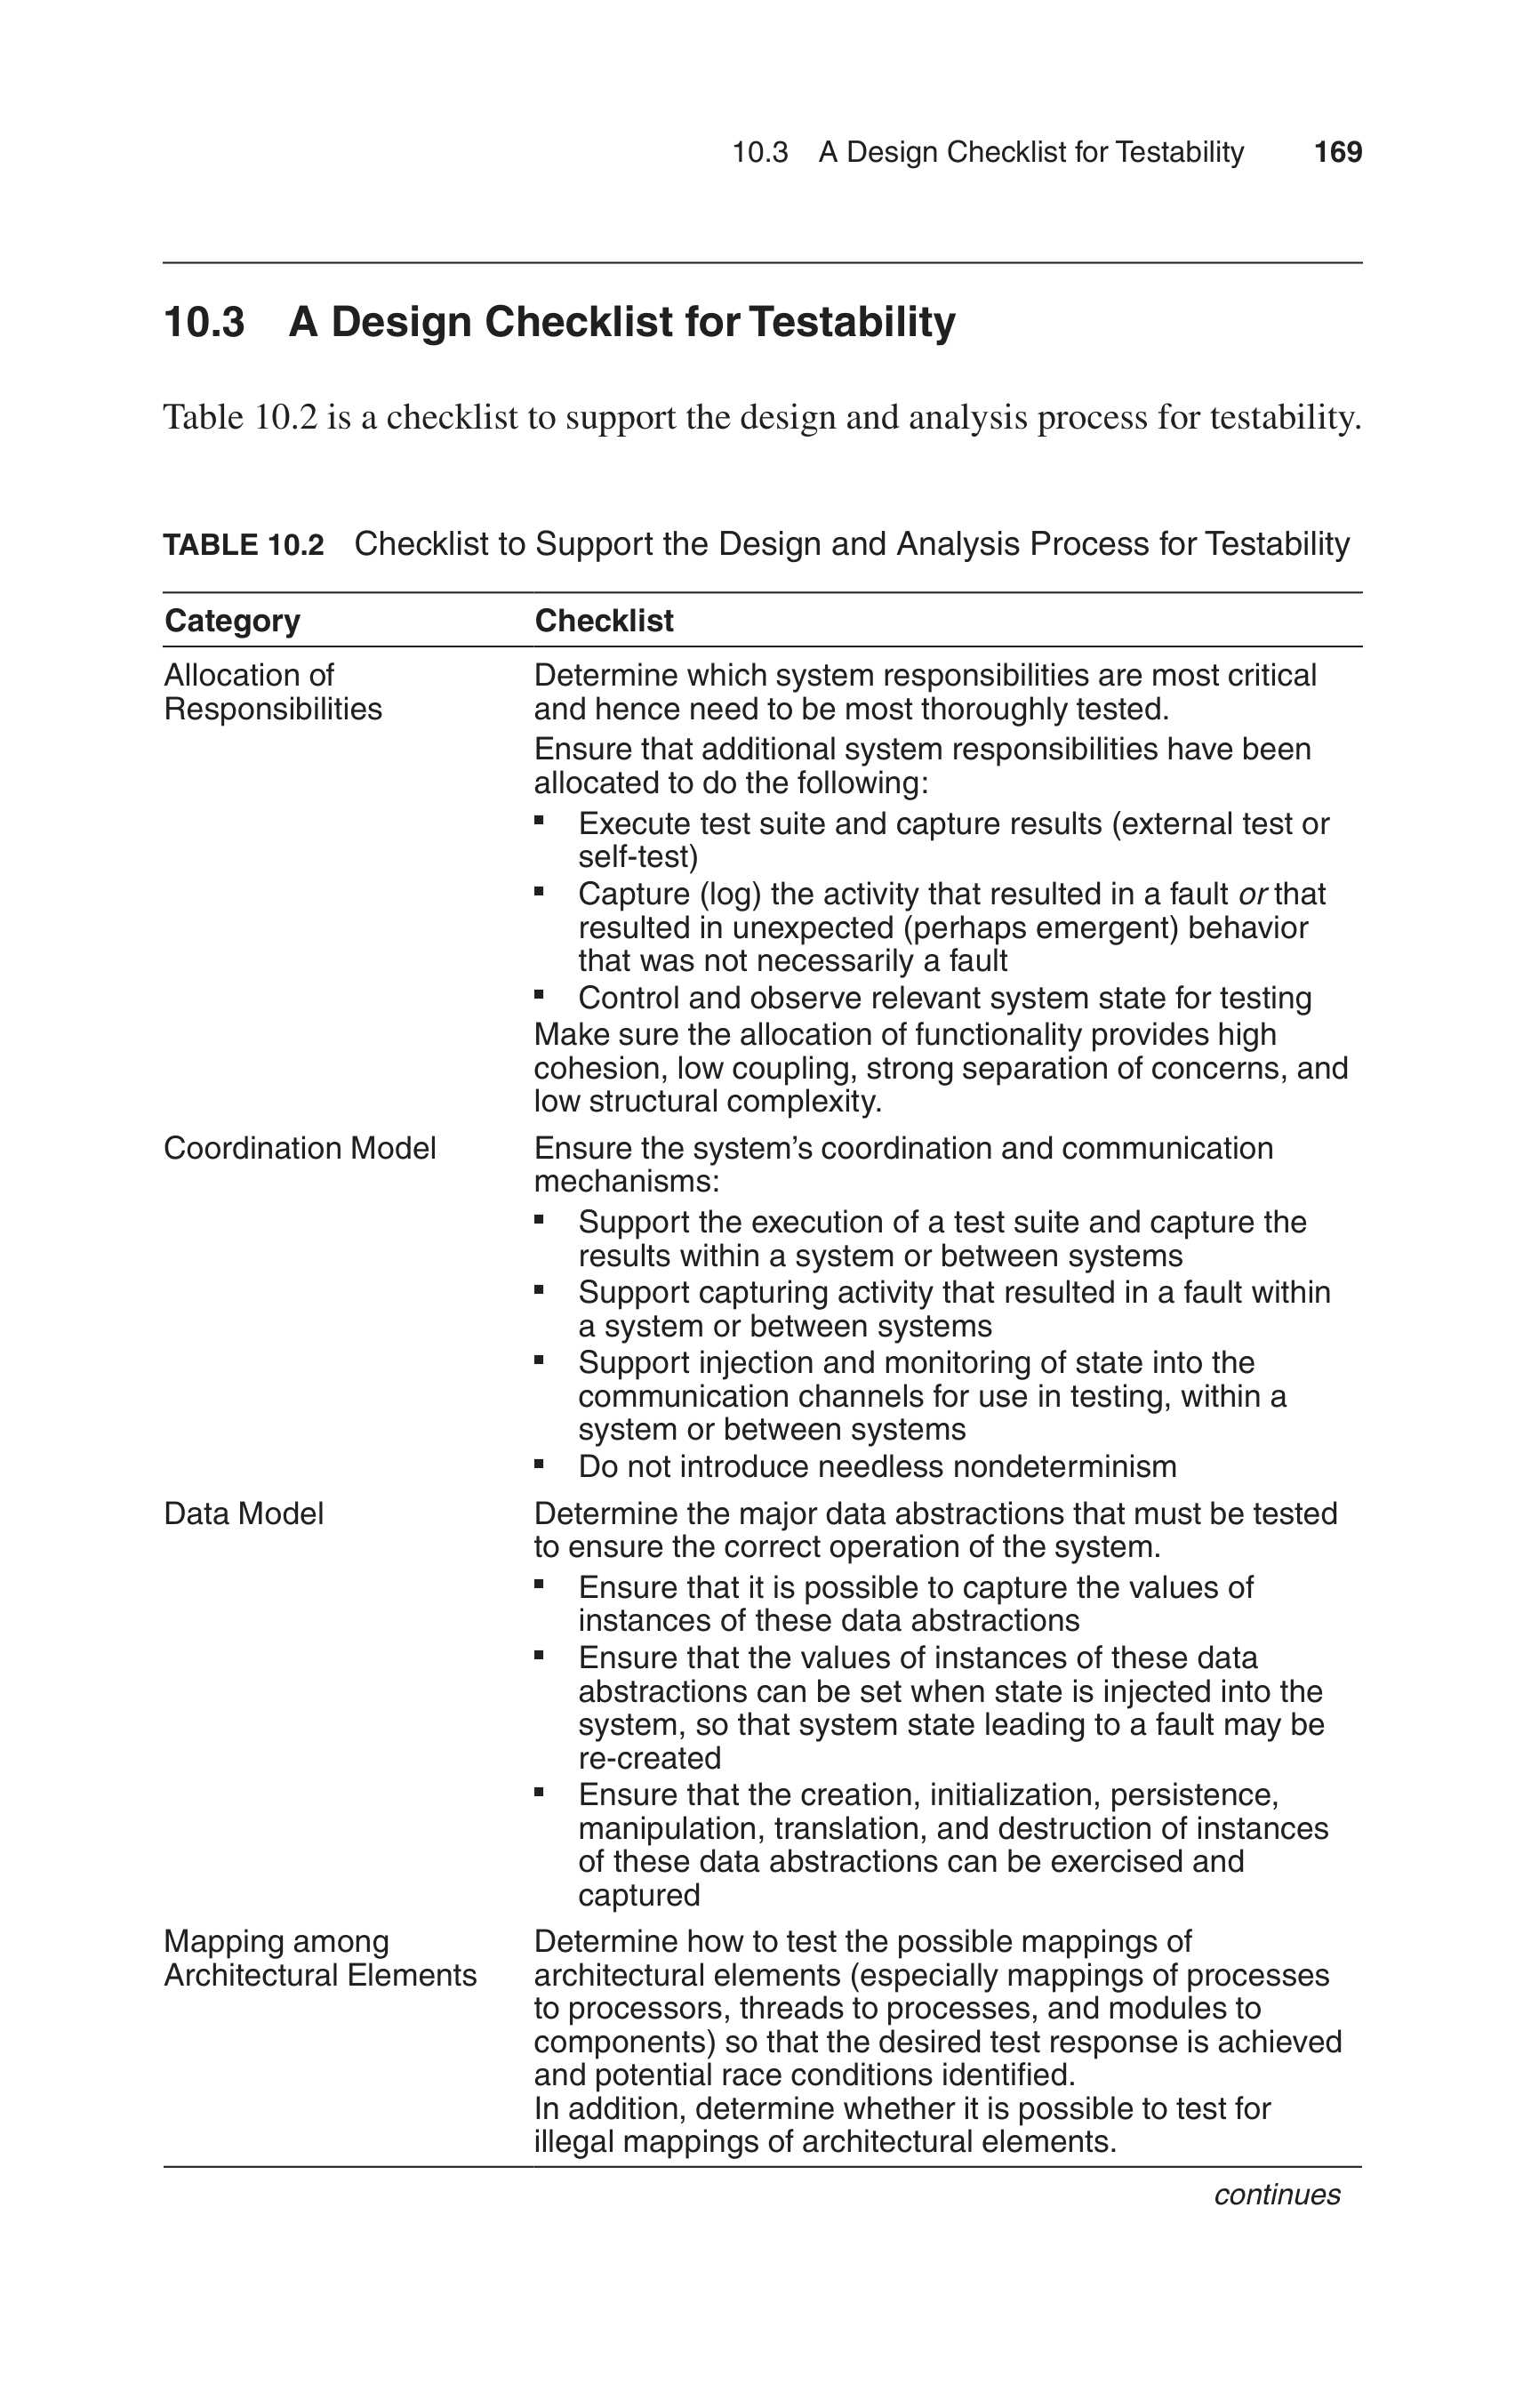 10.3 A Design Checklist for Testability 169
10.3 A Design Checklist for Testability
Table 10.2 is a checklist to support the design and analysis process for testability.
TABLE 10.2 Checklist to Support the Design and Analysis Process for Testability
Category Checklist
Allocation of Determine which system responsibilities are most critical
Responsibilities and hence need to be most thoroughly tested.
Ensure that additional system responsibilities have been
allocated to do the following:
▪ Execute test suite and capture results (external test or
self-test)
▪ Capture (log) the activity that resulted in a fault or that
resulted in unexpected (perhaps emergent) behavior
that was not necessarily a fault
▪ Control and observe relevant system state for testing
Make sure the allocation of functionality provides high
cohesion, low coupling, strong separation of concerns, and
low structural complexity.
Coordination Model Ensure the system’s coordination and communication
mechanisms:
▪ Support the execution of a test suite and capture the
results within a system or between systems
▪ Support capturing activity that resulted in a fault within
a system or between systems
▪ Support injection and monitoring of state into the
communication channels for use in testing, within a
system or between systems
▪ Do not introduce needless nondeterminism
Data Model Determine the major data abstractions that must be tested
to ensure the correct operation of the system.
▪ Ensure that it is possible to capture the values of
instances of these data abstractions
▪ Ensure that the values of instances of these data
abstractions can be set when state is injected into the
system, so that system state leading to a fault may be
re-created
▪ Ensure that the creation, initialization, persistence,
manipulation, translation, and destruction of instances
of these data abstractions can be exercised and
captured
Mapping among Determine how to test the possible mappings of
Architectural Elements architectural elements (especially mappings of processes
to processors, threads to processes, and modules to
components) so that the desired test response is achieved
and potential race conditions identified.
In addition, determine whether it is possible to test for
illegal mappings of architectural elements.
continues